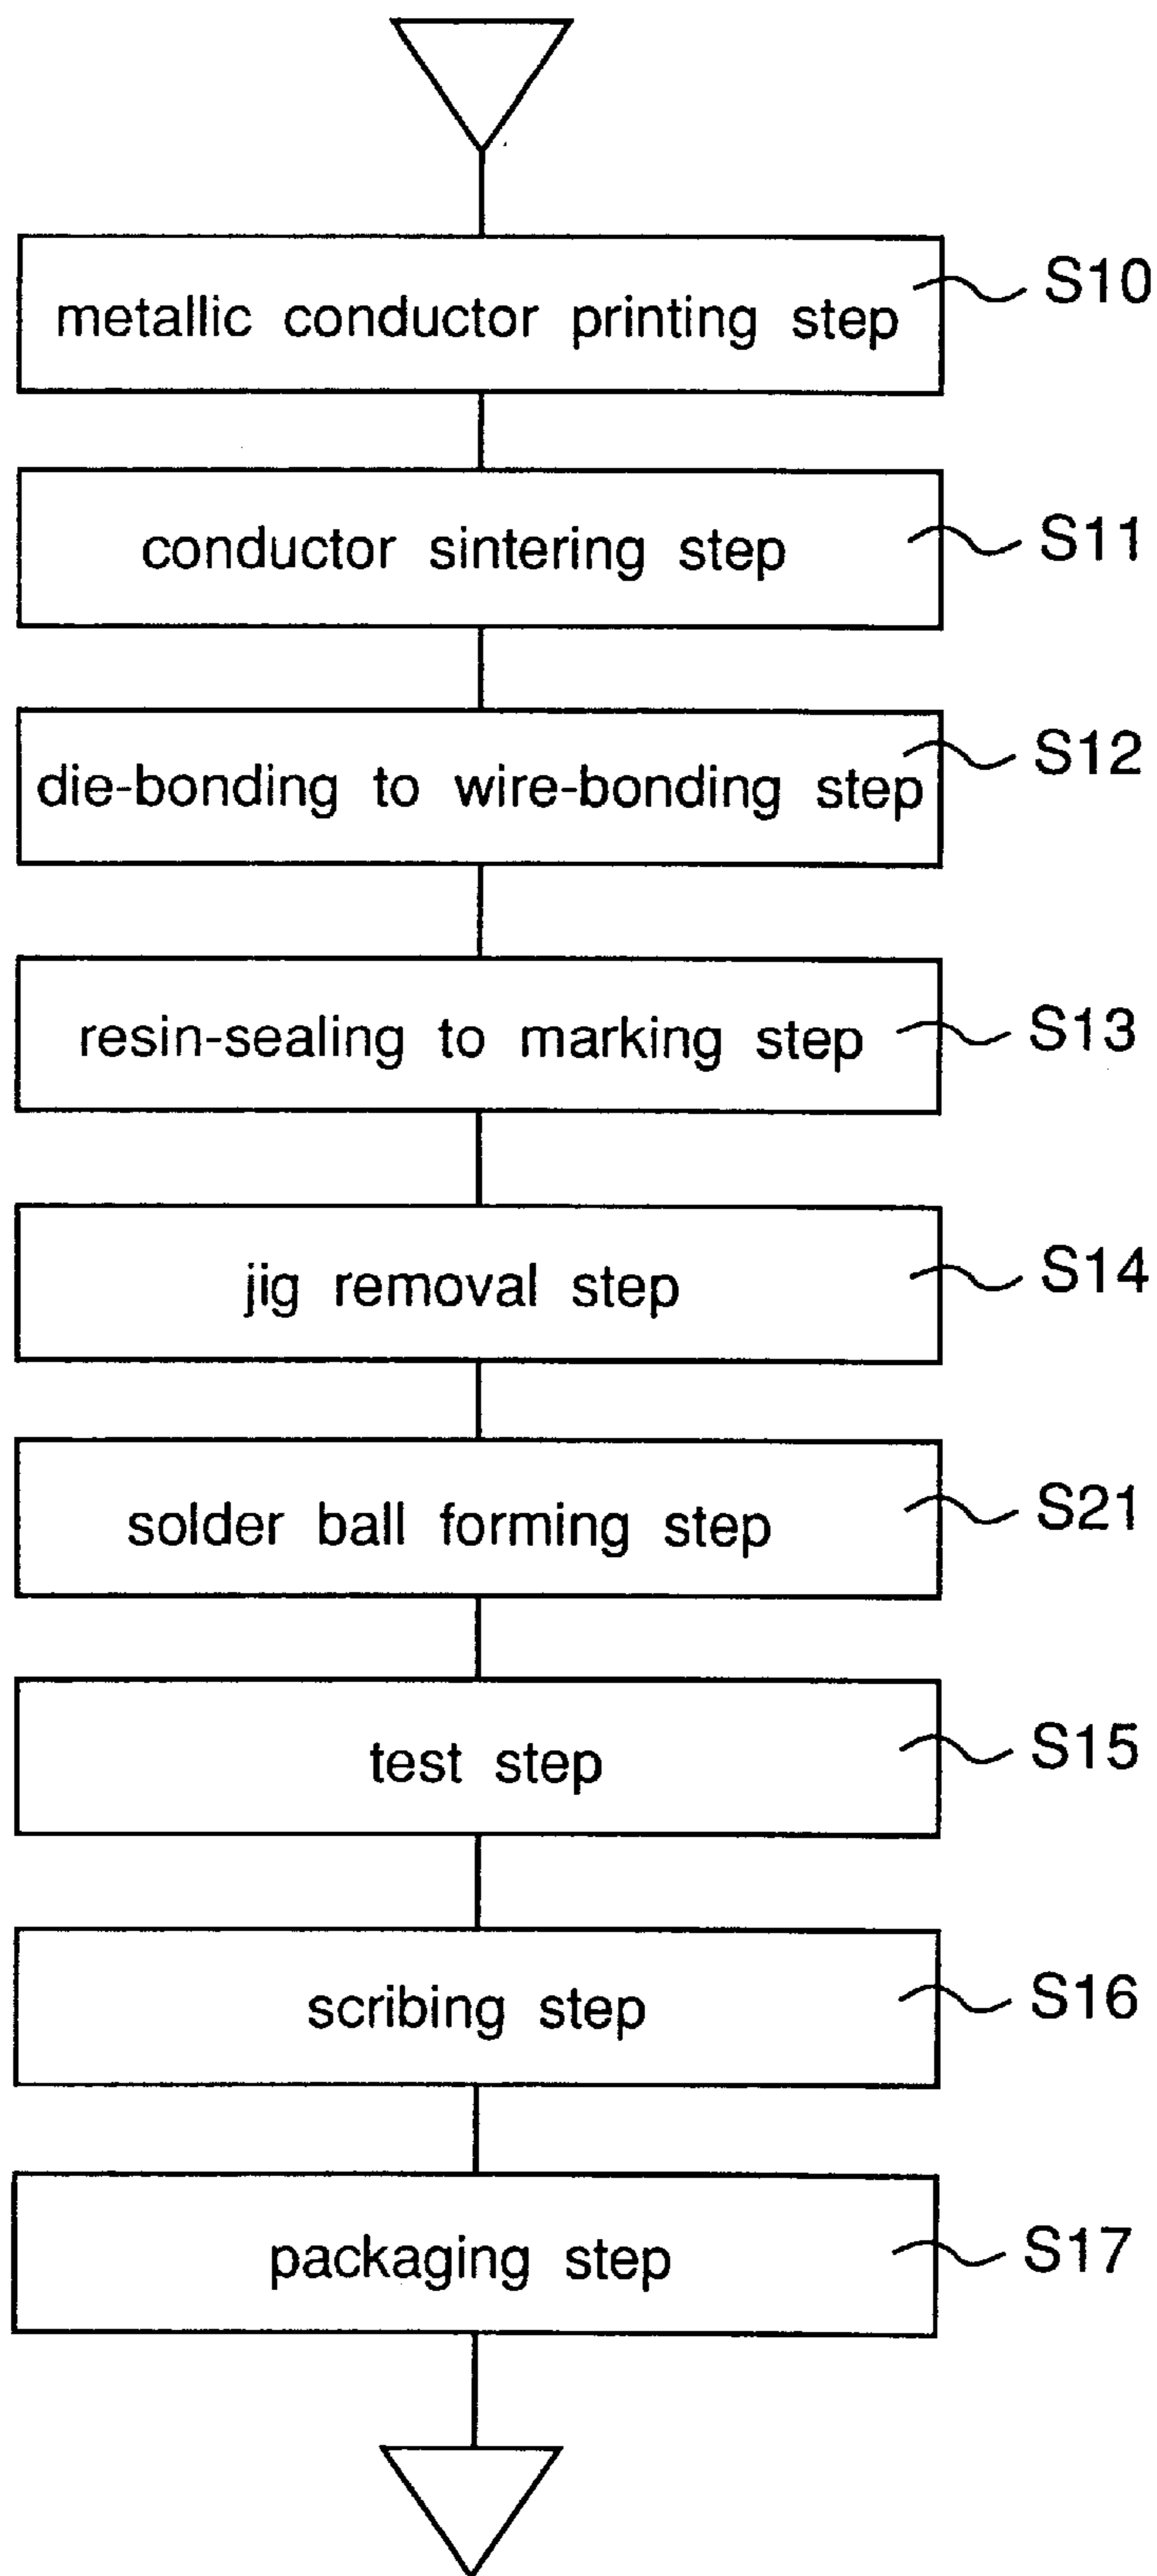 metallic conductor printing step S10
conductor sintering step S11
die-bonding to wire-bonding step S12
resin-sealing to marking step S13
jig removal step S14
solder ball forming step S21
test step S15
scribing step S16
packaging step S17